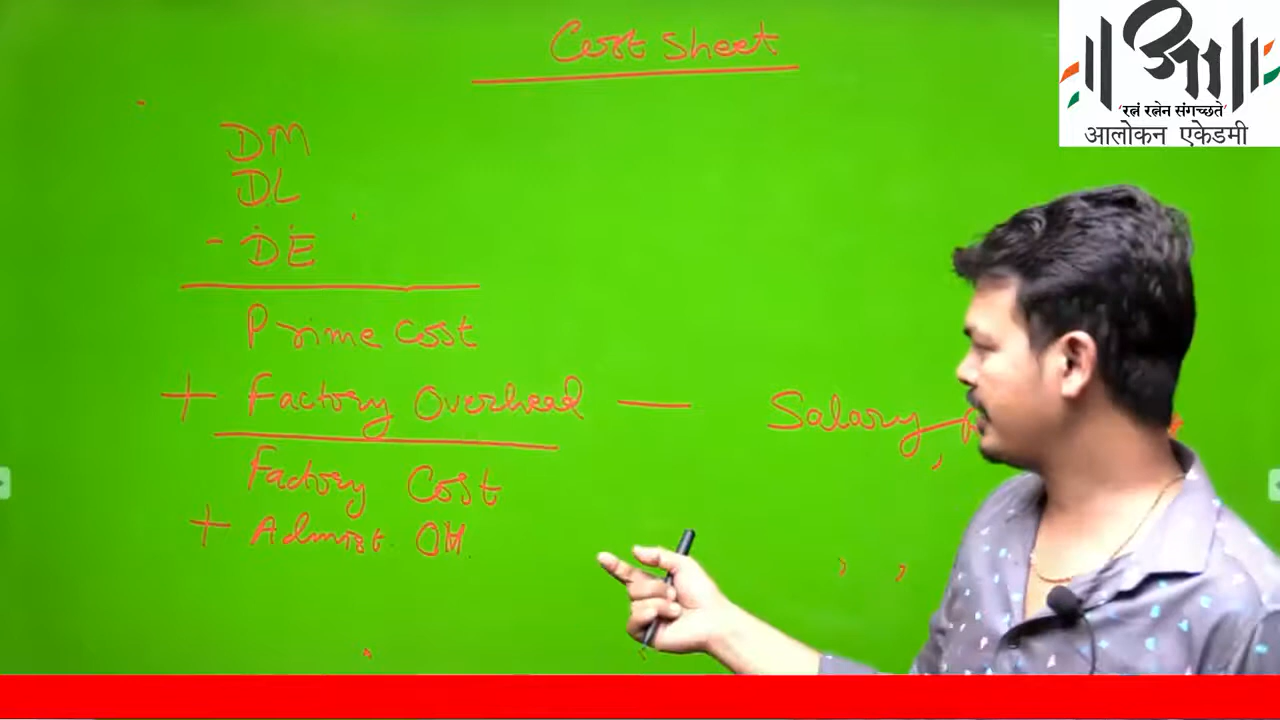 Cost Sheet
'रत्नं रत्नेन संगच्छते'
आलोकन एकेडमी
DM
DL
- DE
Prime Cost
+ Factory Overhead — Salary,
Factory Cost
+ Admist. OH